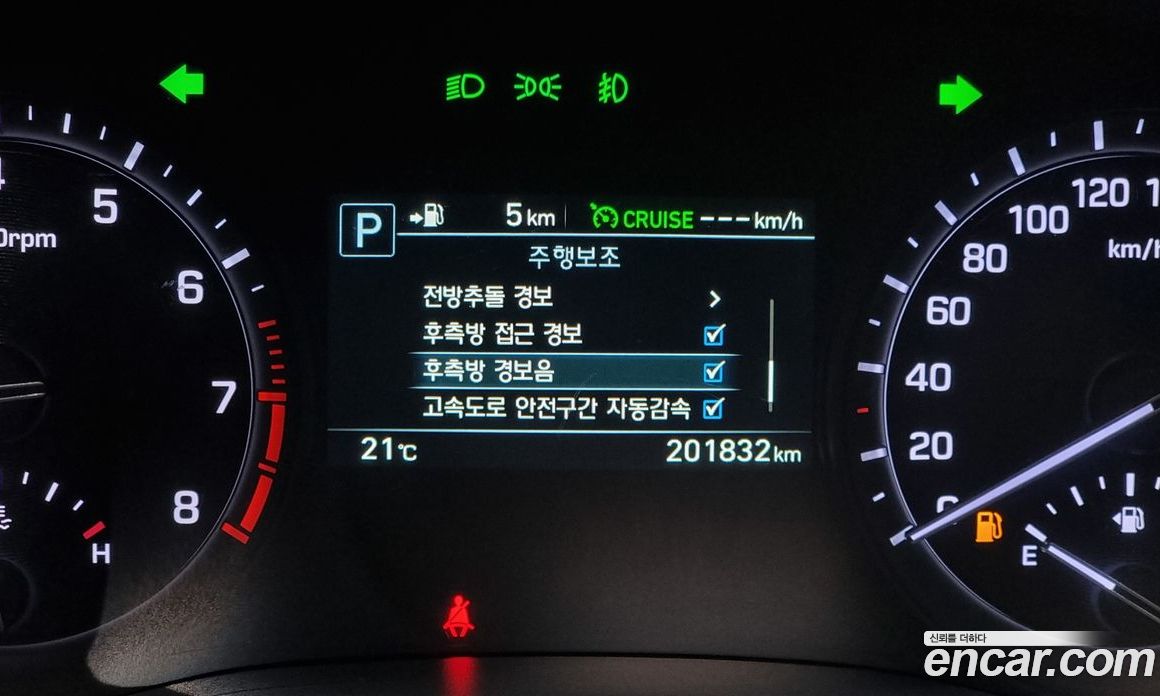 P 5 km CRUISE --- km/h
주행보조
전방추돌 경보 >
후측방 접근 경보
후측방 경보음
고속도로 안전구간 자동감속
21℃ 201832 km
5
6
7
8
H
0rpm
120
100
80
60
40
20
km/h
E
신뢰를 더하다
encar.com